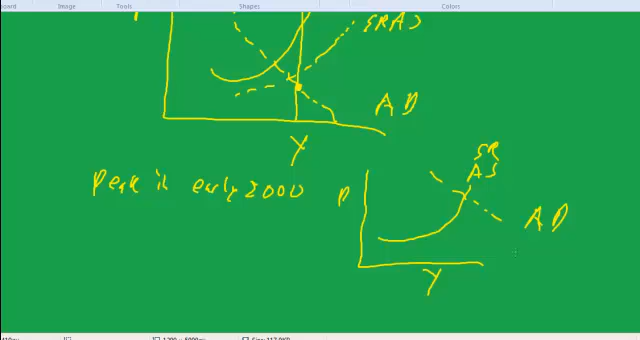 Image
Tools
Shapes
Colors
SRAS
AD
Y
Peak in early 2000
SR
AS
P
AD
Y